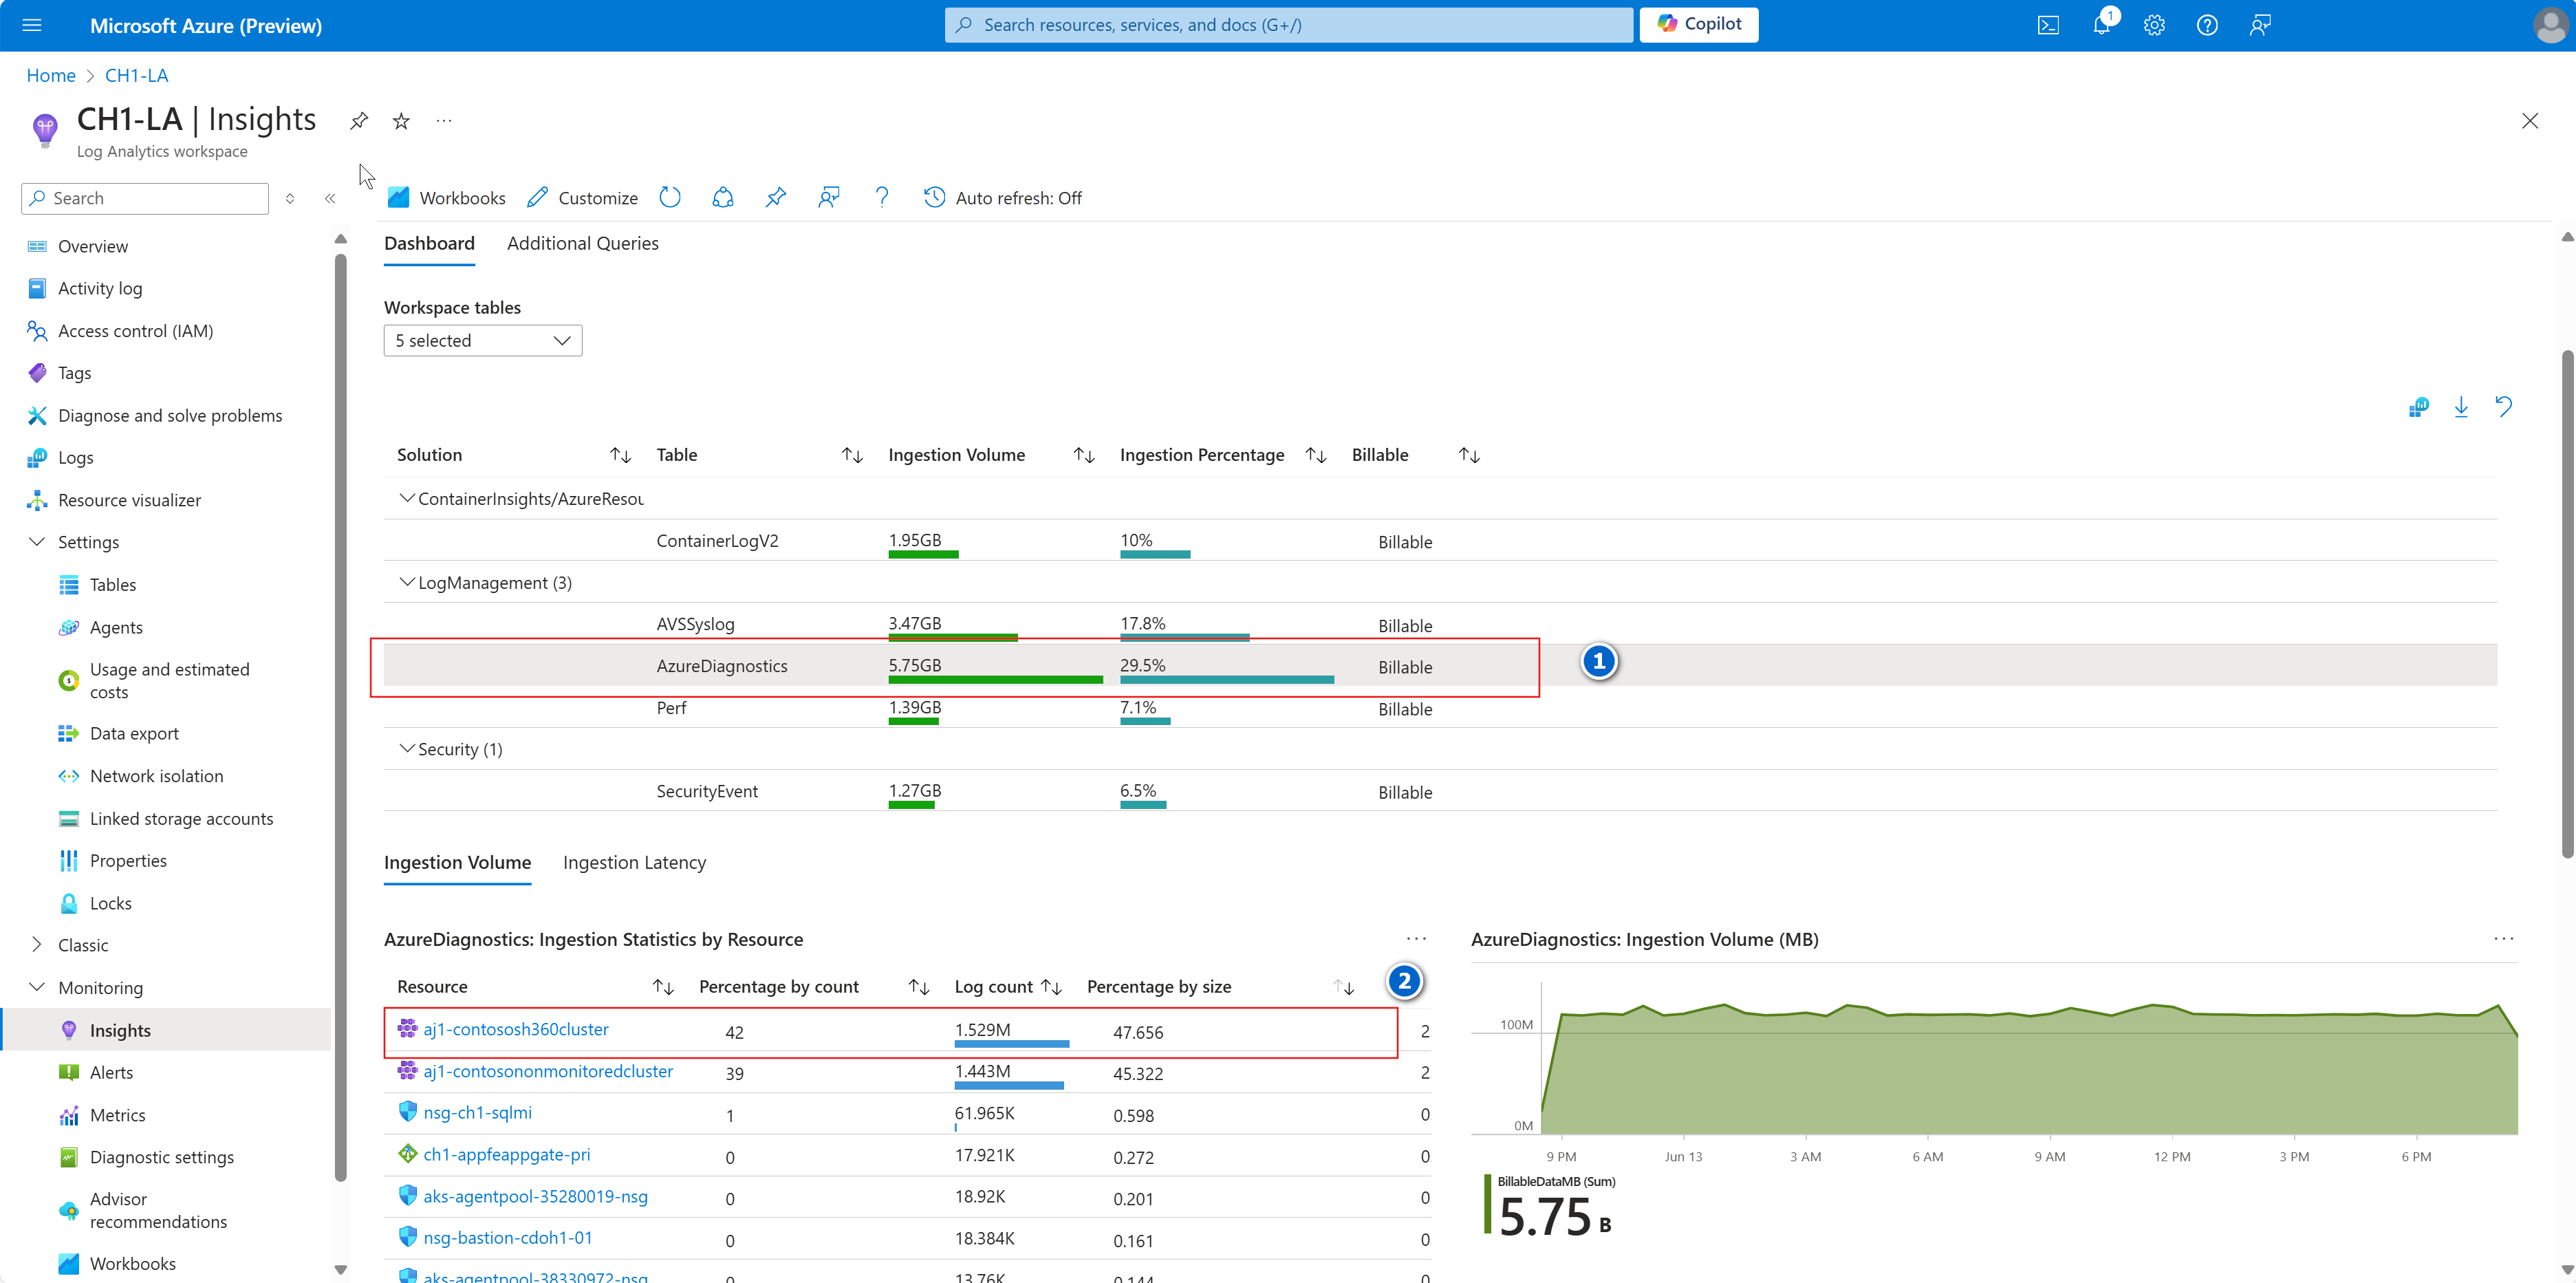 Microsoft Azure (Preview)
Search resources, services, and docs (G+/)
Copilot
1
Home > CH1-LA
CH1-LA | Insights
Log Analytics workspace
Search
Workbooks
Customize
Auto refresh: Off
Overview
Activity log
Access control (IAM)
Tags
Diagnose and solve problems
Logs
Resource visualizer
Settings
Tables
Agents
Usage and estimated
costs
Data export
Network isolation
Linked storage accounts
Properties
Locks
Classic
Monitoring
Insights
Alerts
Metrics
Diagnostic settings
Advisor
recommendations
Workbooks
Dashboard
Additional Queries
Workspace tables
5 selected
Solution Table Ingestion Volume Ingestion Percentage Billable
ContainerInsights/AzureResou
ContainerLogV2 1.95GB 10% Billable
LogManagement (3)
AVSSyslog 3.47GB 17.8% Billable
AzureDiagnostics 5.75GB 29.5% Billable
1
Perf 1.39GB 7.1% Billable
Security (1)
SecurityEvent 1.27GB 6.5% Billable
Ingestion Volume
Ingestion Latency
AzureDiagnostics: Ingestion Statistics by Resource
Resource Percentage by count Log count Percentage by size
2
aj1-contososh360cluster 42 1.529M 47.656 2
aj1-contosononmonitoredcluster 39 1.443M 45.322 2
nsg-ch1-sqlmi 1 61.965K 0.598 0
ch1-appfeappgate-pri 0 17.921K 0.272 0
aks-agentpool-35280019-nsg 0 18.92K 0.201 0
nsg-bastion-cdoh1-01 0 18.384K 0.161 0
aks-agentpool-38330972-nsg 0 13.76K 0.144 0
AzureDiagnostics: Ingestion Volume (MB)
100M
0M
9 PM Jun 13 3 AM 6 AM 9 AM 12 PM 3 PM 6 PM
BillableDataMB (Sum)
5.75 B